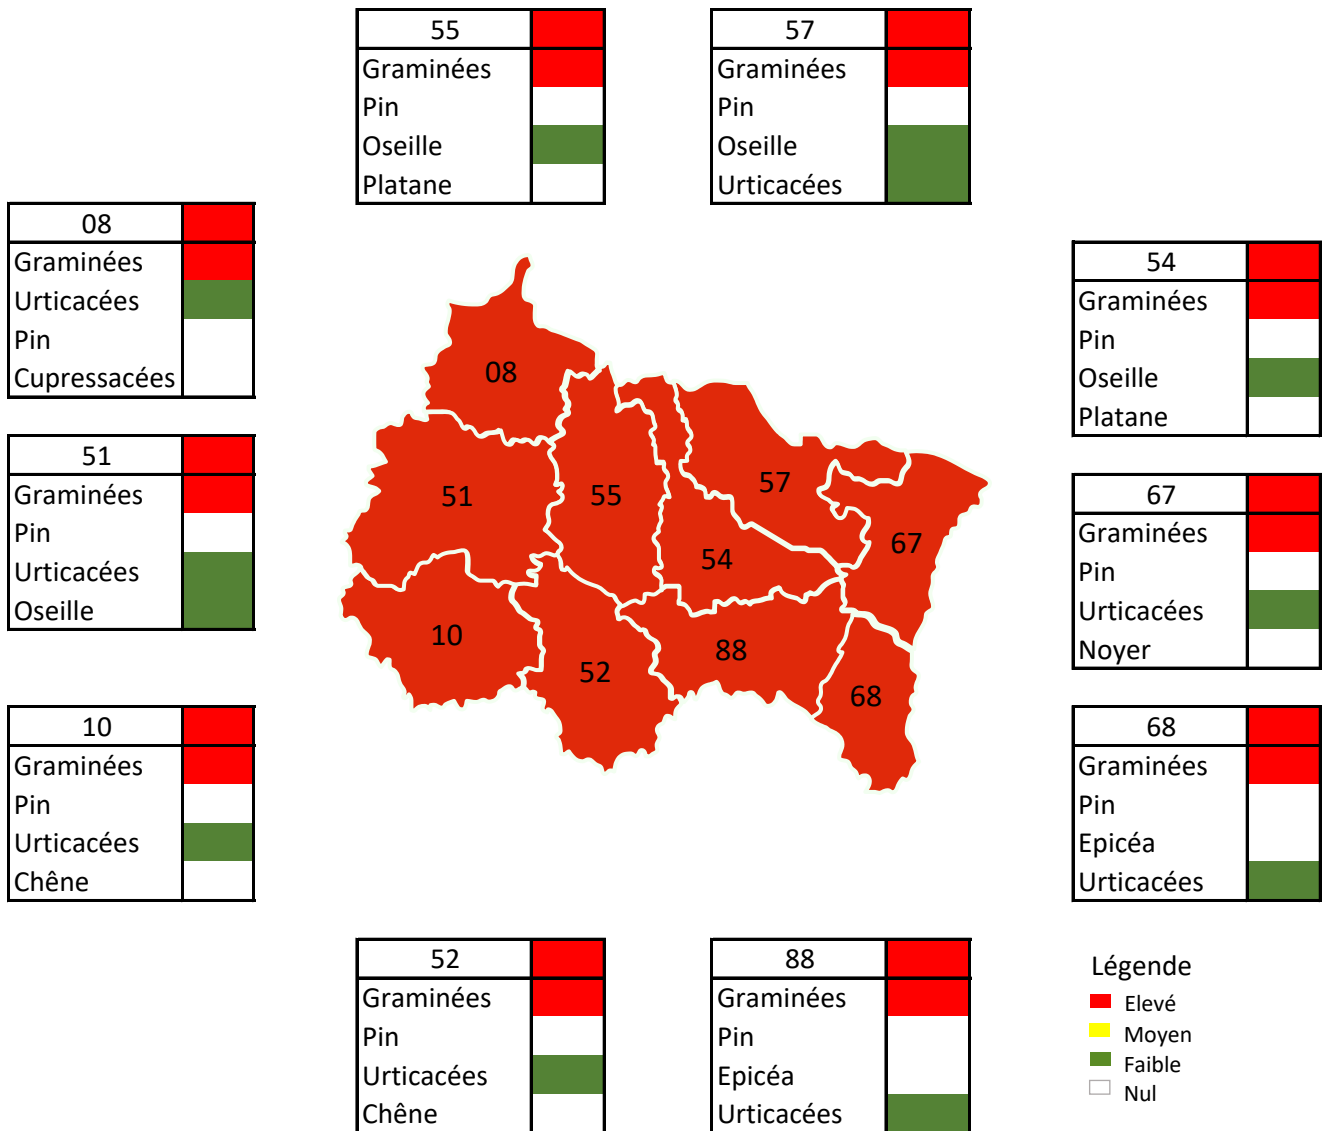 55
Graminées
Pin
Oseille
Platane
57
Graminées
Pin
Oseille
Urticacées
08
Graminées
Urticacées
Pin
Cupressacées
54
Graminées
Pin
Oseille
Platane
51
Graminées
Pin
Urticacées
Oseille
67
Graminées
Pin
Urticacées
Noyer
08
51
55
57
54
67
10
52
88
68
10
Graminées
Pin
Urticacées
Chêne
68
Graminées
Pin
Epicéa
Urticacées
52
Graminées
Pin
Urticacées
Chêne
88
Graminées
Pin
Epicéa
Urticacées
Légende
Elevé
Moyen
Faible
Nul